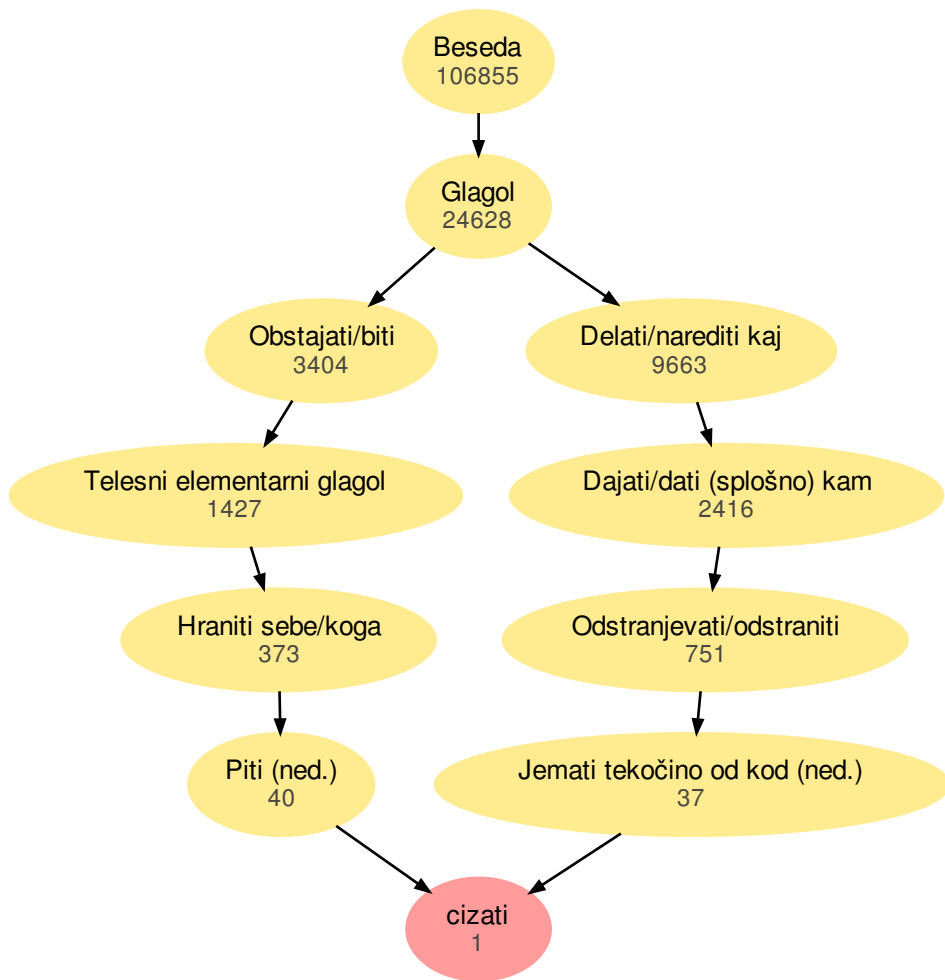 Beseda
106855
Glagol
24628
Obstajati/biti
3404
Delati/narediti kaj
9663
Telesni elementarni glagol
1427
Dajati/dati (splošno) kam
2416
Hraniti sebe/koga
373
Odstranjevati/odstraniti
751
Piti (ned.)
40
Jemati tekočino od kod (ned.)
37
cizati
1